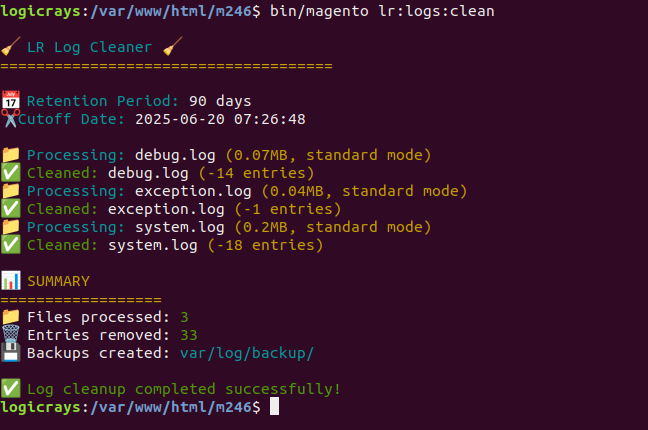 logicrays:/var/www/html/m246$ bin/magento lr:logs:clean
🧹 LR Log Cleaner 🧹
=====================================
📅 Retention Period: 90 days
✂️Cutoff Date: 2025-06-20 07:26:48
📁 Processing: debug.log (0.07MB, standard mode)
✅ Cleaned: debug.log (-14 entries)
📁 Processing: exception.log (0.04MB, standard mode)
✅ Cleaned: exception.log (-1 entries)
📁 Processing: system.log (0.2MB, standard mode)
✅ Cleaned: system.log (-18 entries)
📊 SUMMARY
==================
📁 Files processed: 3
🗑️ Entries removed: 33
💾 Backups created: var/log/backup/
✅ Log cleanup completed successfully!
logicrays:/var/www/html/m246$